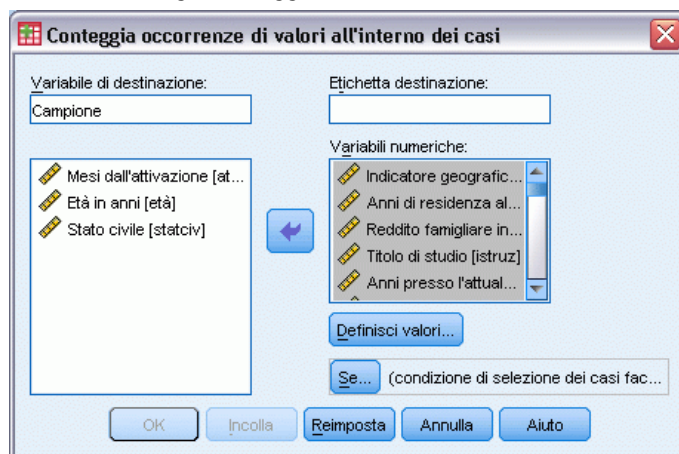 Conteggia occorrenze di valori all'interno dei casi
Variabile di destinazione:
Etichetta destinazione:
Campione
Variabili numeriche:
Mesi dall'attivazione [at...
Età in anni [età]
Stato civile [statciv]
Indicatore geografic...
Anni di residenza al...
Reddito famigliare in...
Titolo di studio [istruz]
Anni presso l'attual...
Definisci valori...
Se... (condizione di selezione dei casi fac...
OK Incolla Reimposta Annulla Aiuto